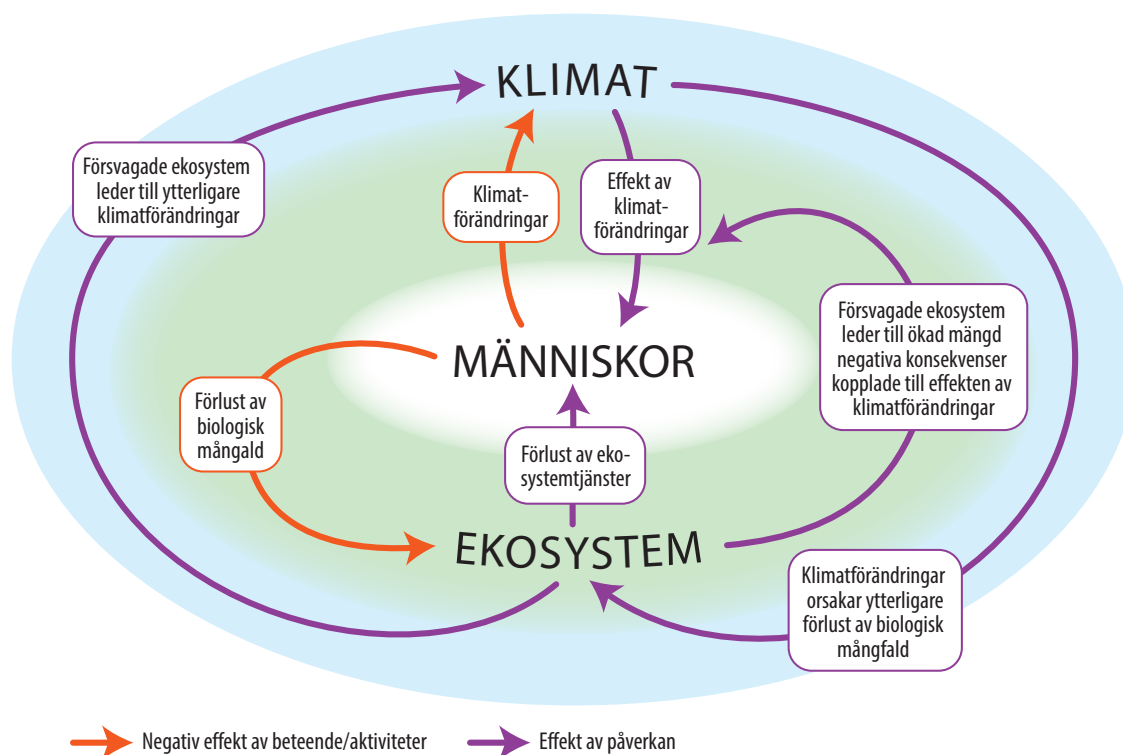 KLIMAT
Försvagade ekosystem
leder till ytterligare
klimatförändringar
Klimat-
förändringar
Effekt av
klimat-
förändringar
Försvagade ekosystem
leder till ökad mängd
negativa konsekvenser
kopplade till effekten av
klimatförändringar
MÄNNISKOR
Förlust av
biologisk
mångald
Förlust av eko-
systemtjänster
EKOSYSTEM
Klimatförändringar
orsakar ytterligare
förlust av biologisk
mångfald
Negativ effekt av beteende/aktiviteter
Effekt av påverkan